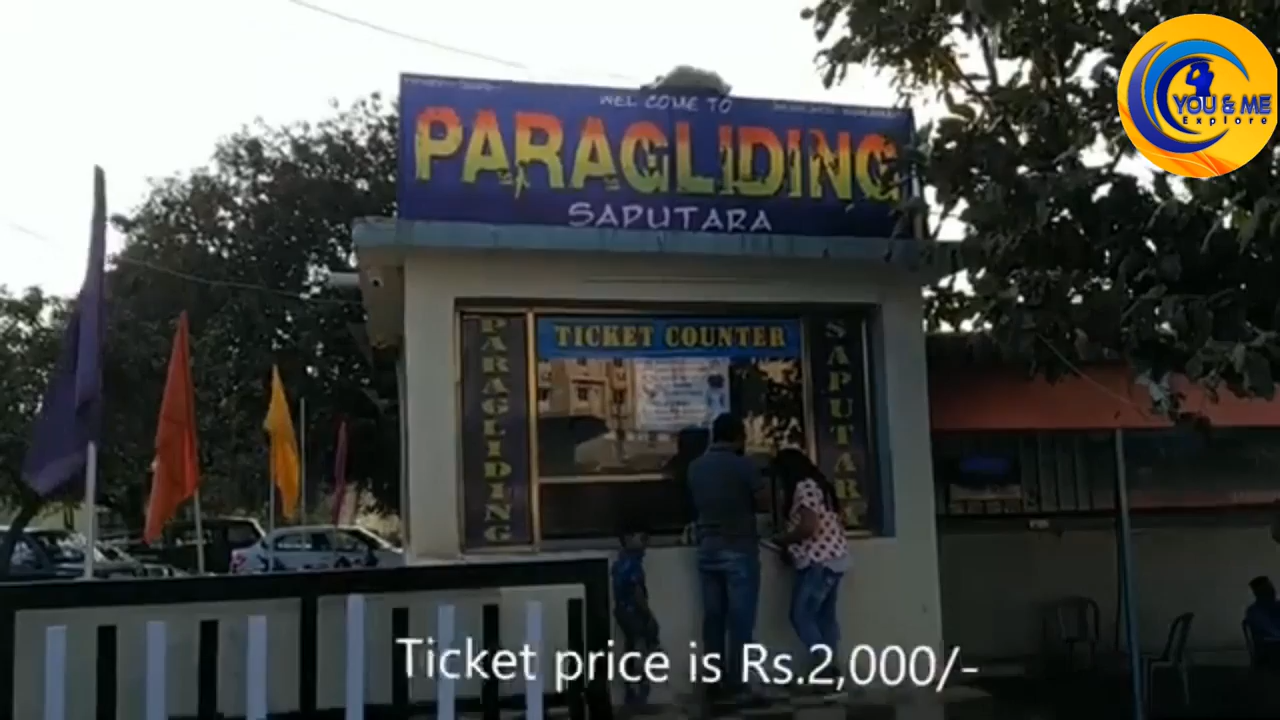 WEL COME TO
PARAGLIDING
SAPUTARA
TICKET COUNTER
PARAGLIDING
SAPUTARA
YOU & ME
Explore
Ticket price is Rs.2,000/-